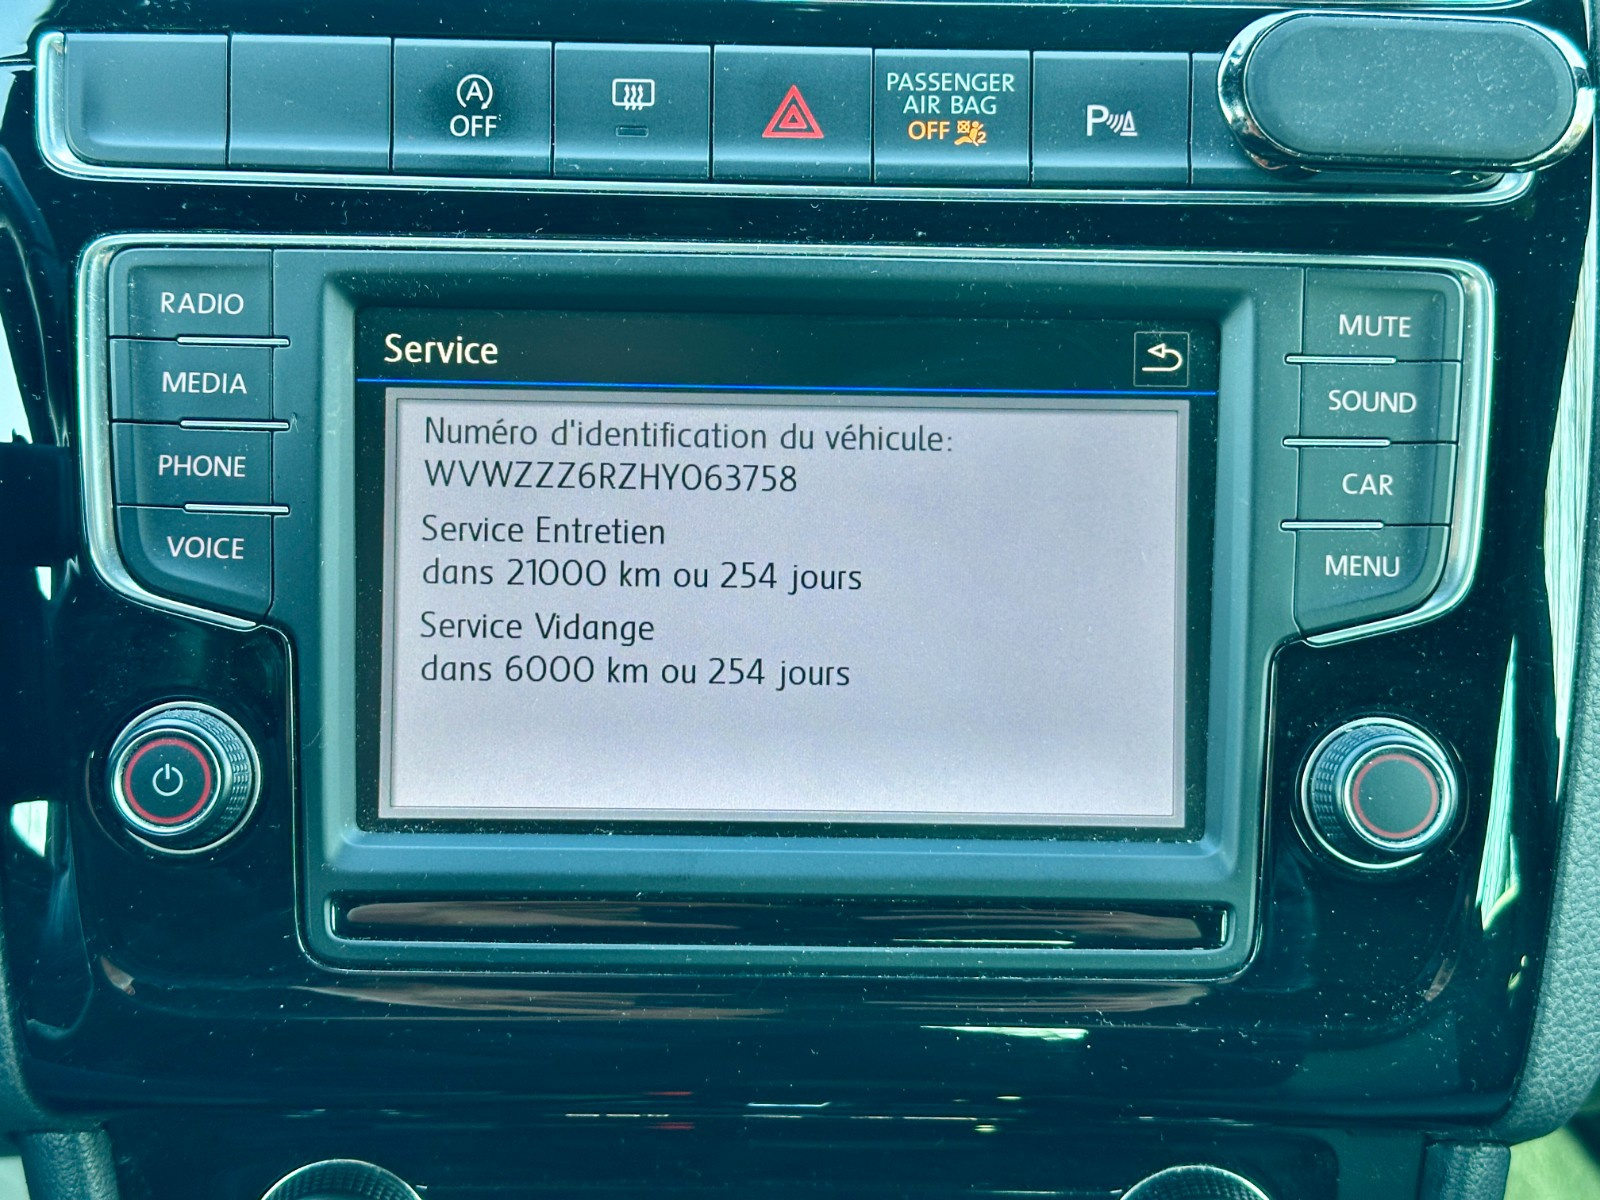 A
OFF
PASSENGER
AIR BAG
OFF 2
P
RADIO
MEDIA
PHONE
VOICE
Service
Numéro d'identification du véhicule:
WVWZZZ6RZHY063758
Service Entretien
dans 21000 km ou 254 jours
Service Vidange
dans 6000 km ou 254 jours
MUTE
SOUND
CAR
MENU